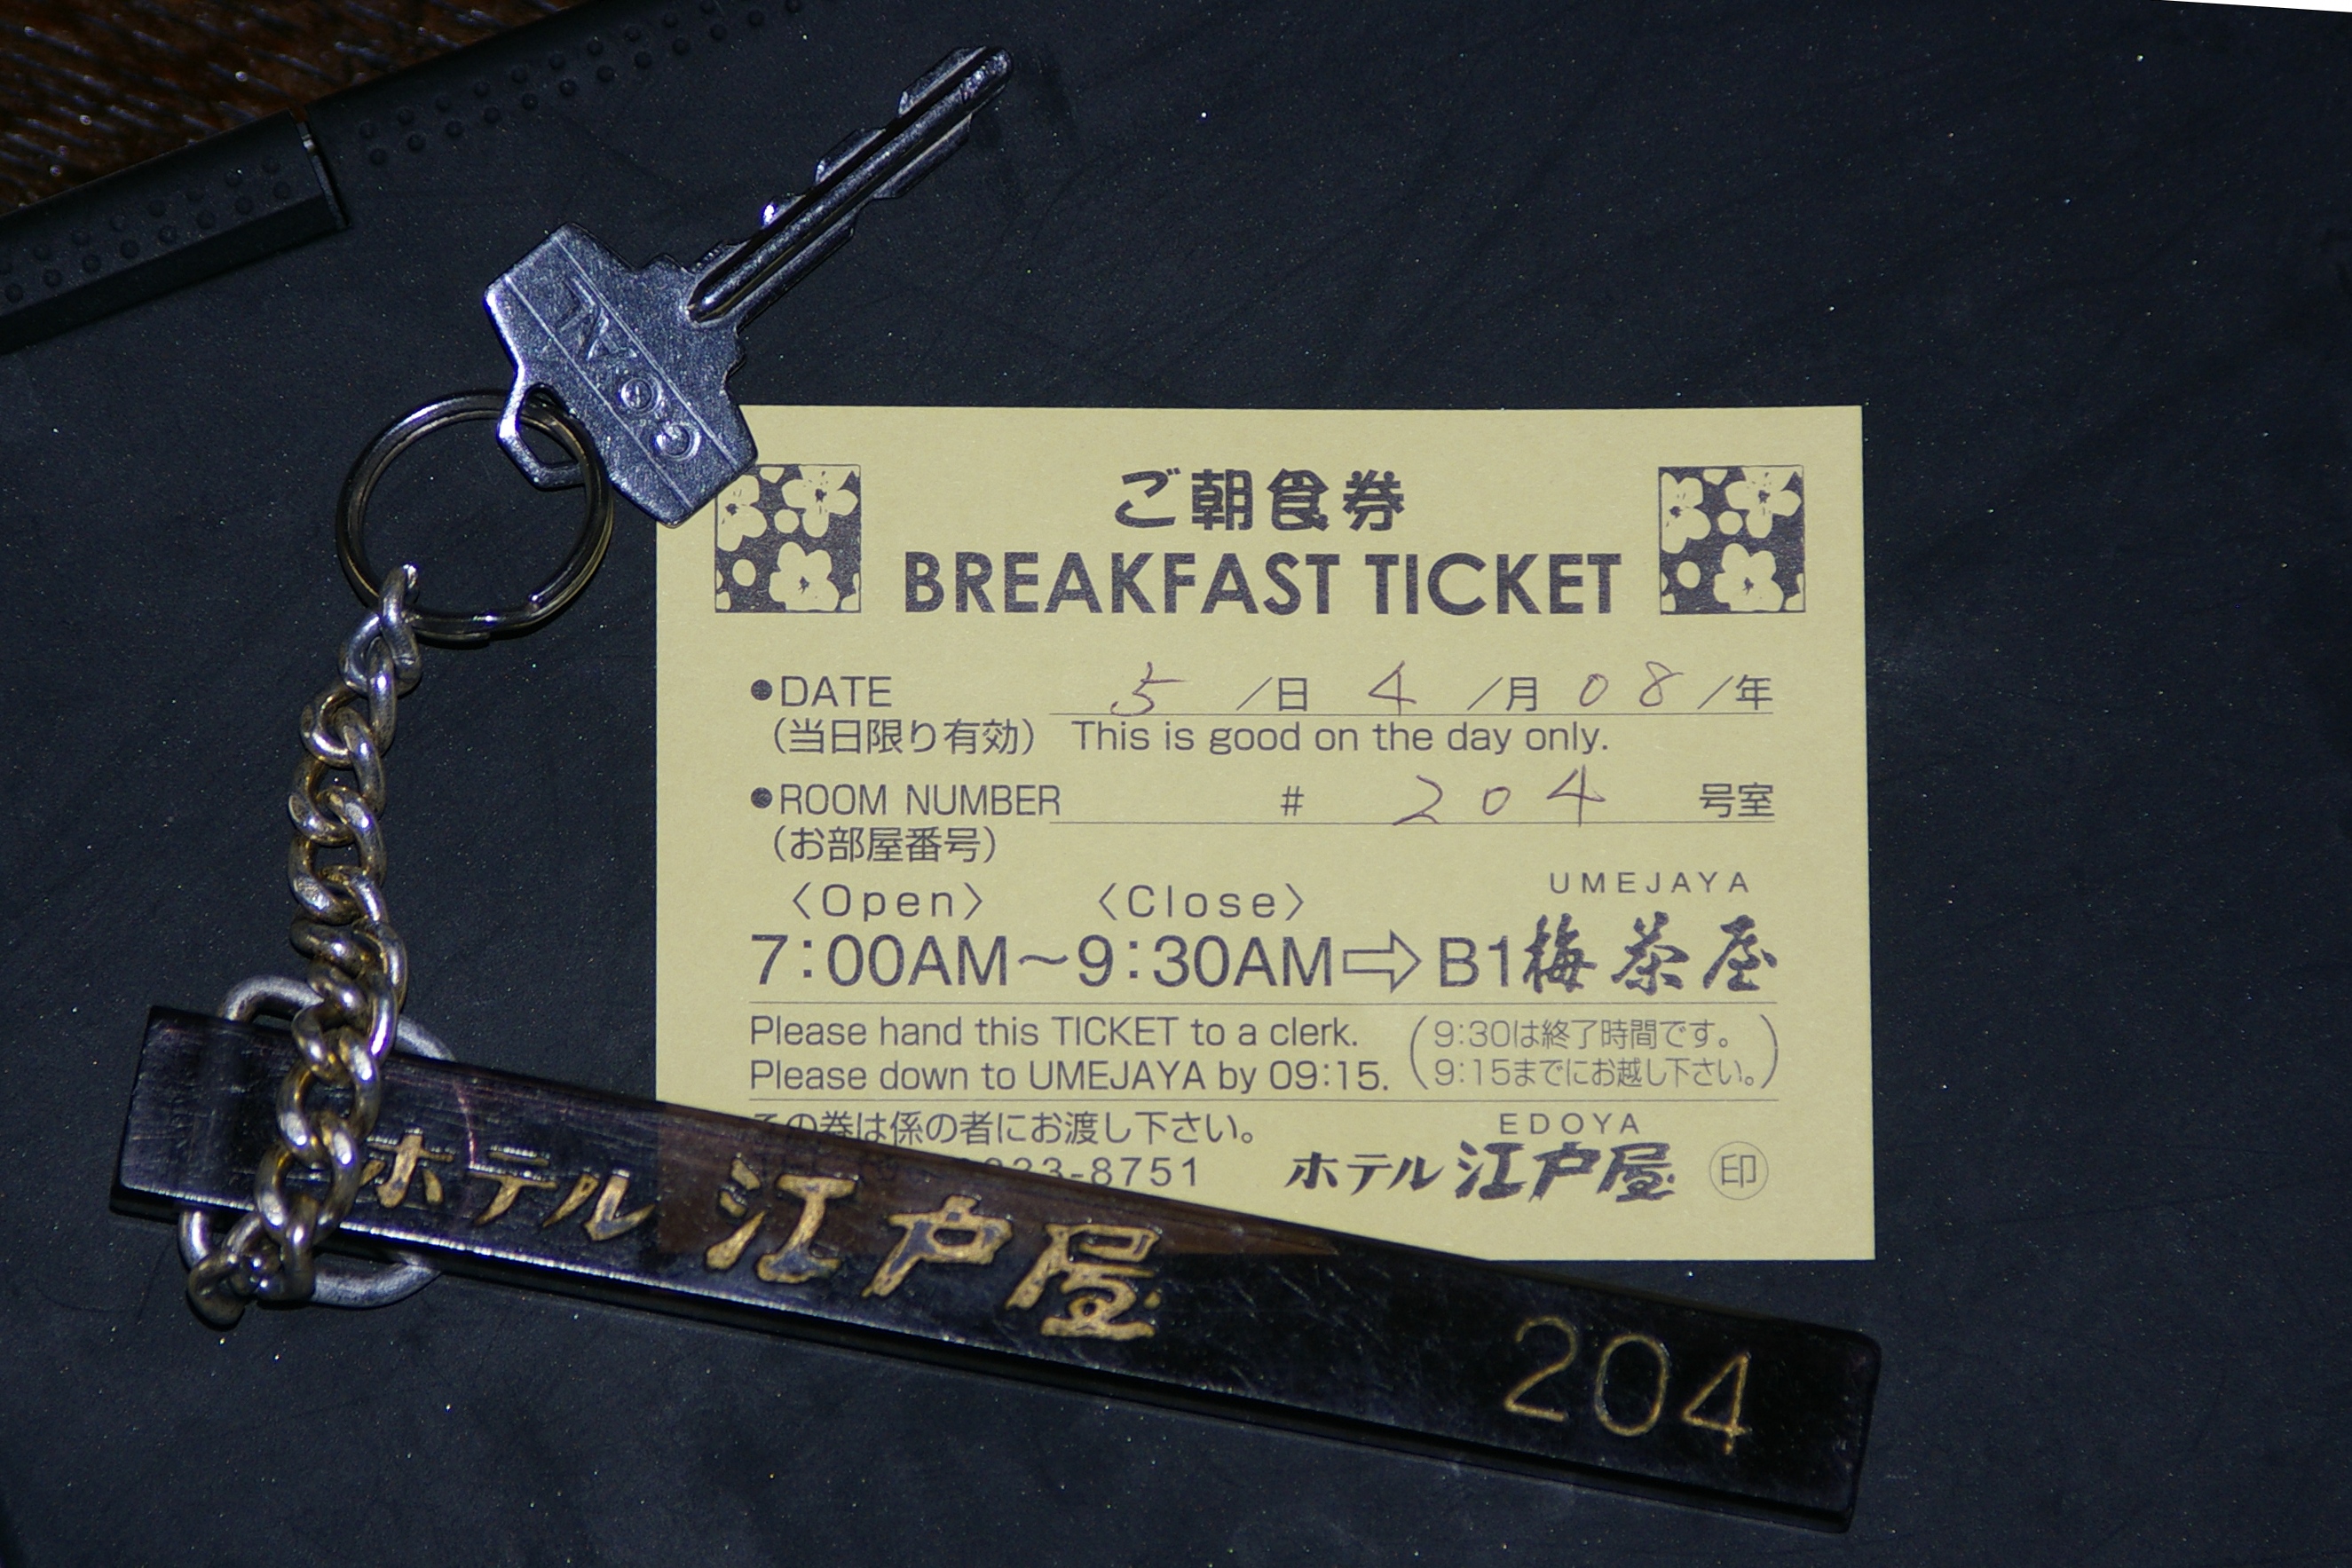 GOAL
ご朝食券
BREAKFAST TICKET
●DATE 5 /日 4 /月 08 /年
(当日限り有効) This is good on the day only.
●ROOM NUMBER # 204 号室
(お部屋番号)
〈Open〉 〈Close〉 UMEJAYA
7:00AM~9:30AM⇨B1梅茶屋
Please hand this TICKET to a clerk. (9:30は終了時間です。
Please down to UMEJAYA by 09:15. 9:15までにお越し下さい。)
この券は係の者にお渡し下さい。 EDOYA
33-8751 ホテル江戸屋 印
ホテル 江戸屋 204